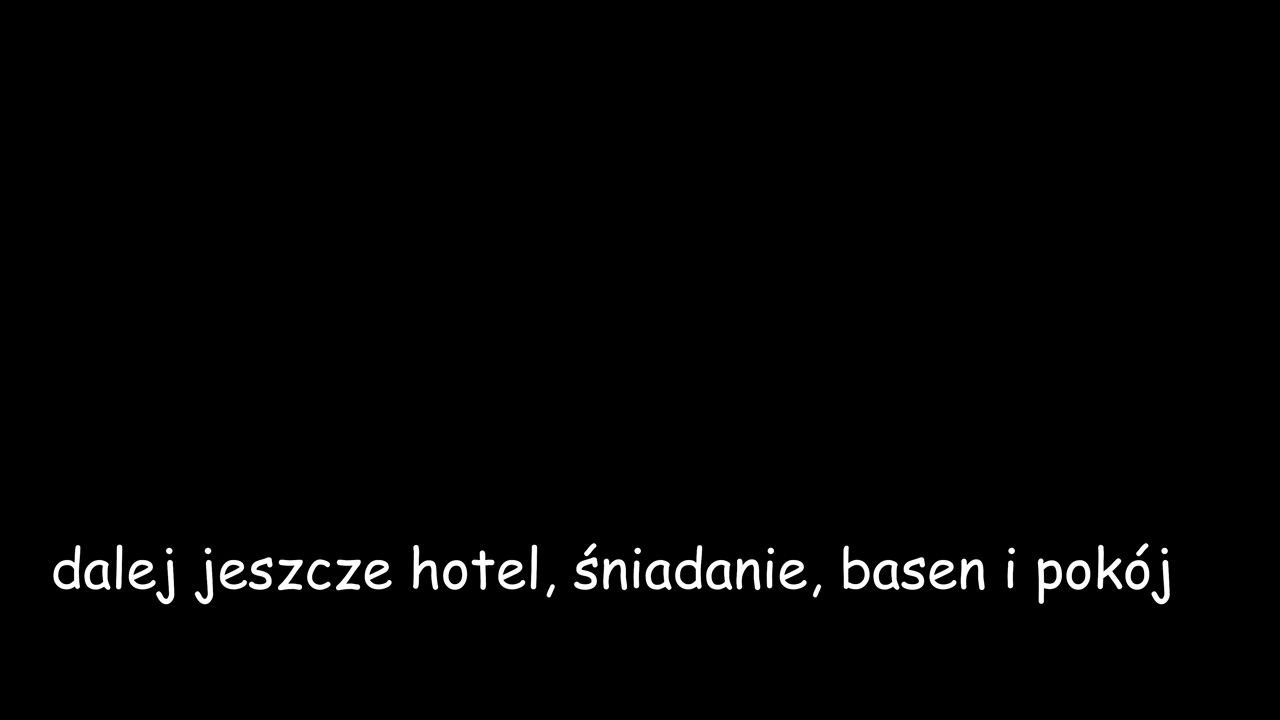 dalej jeszcze hotel, śniadanie, basen i pokój